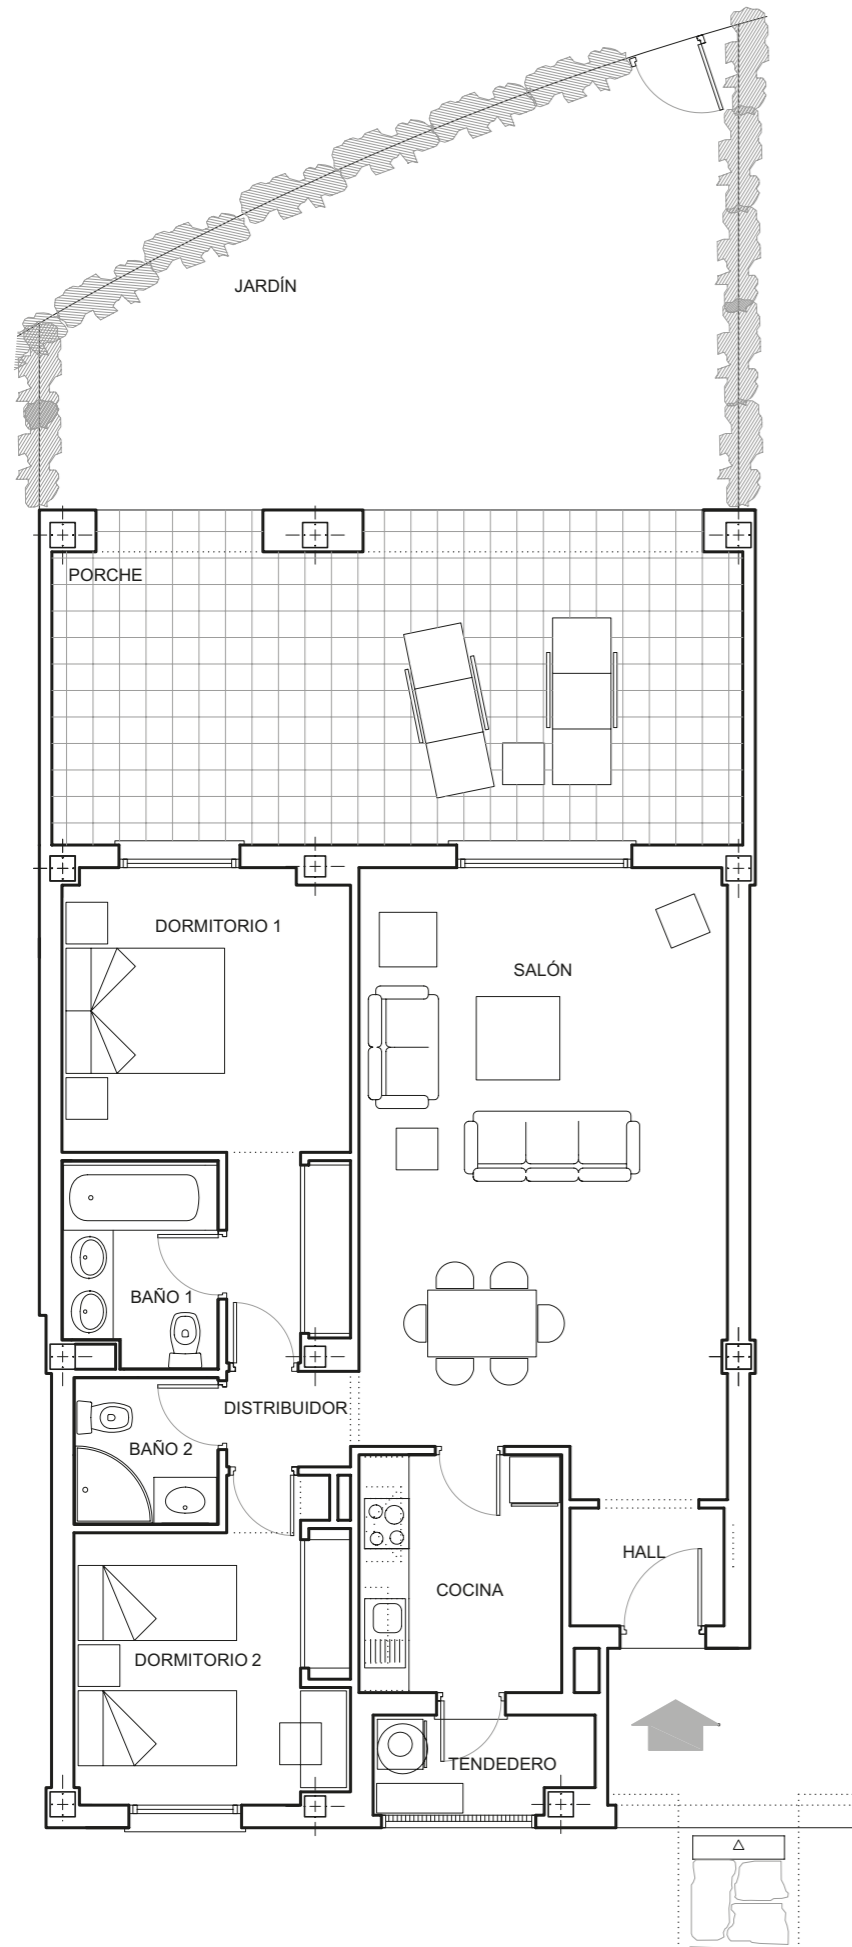 JARDÍN
PORCHE
DORMITORIO 1
SALÓN
BAÑO 1
DISTRIBUIDOR
BAÑO 2
HALL
COCINA
DORMITORIO 2
TENDEDERO